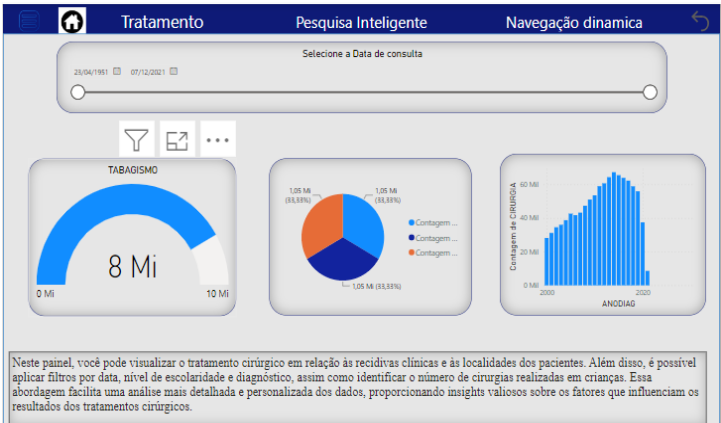 Tratamento
Pesquisa Inteligente
Navegação dinamica
Selecione a Data de consulta
23/04/1951
07/12/2021
TABAGISMO
8 Mi
0 Mi
10 Mi
1,05 Mi
(33,33%)
1,05 Mi
(33,33%)
1,05 Mi (33,33%)
Contagem ...
Contagem ...
Contagem ...
Contagem de CIRURGIA
60 Mil
40 Mil
20 Mil
0 Mil
2000
2020
ANODIAG
Neste painel, você pode visualizar o tratamento cirúrgico em relação às recidivas clínicas e às localidades dos pacientes. Além disso, é possível
aplicar filtros por data, nível de escolaridade e diagnóstico, assim como identificar o número de cirurgias realizadas em crianças. Essa
abordagem facilita uma análise mais detalhada e personalizada dos dados, proporcionando insights valiosos sobre os fatores que influenciam os
resultados dos tratamentos cirúrgicos.